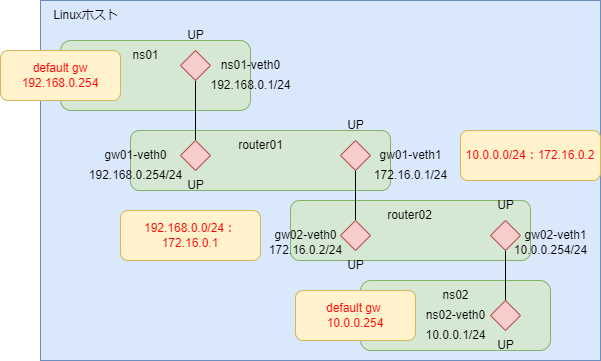 Linuxホスト
UP
ns01
default gw
192.168.0.254
ns01-veth0
192.168.0.1/24
UP
router01
gw01-veth0
192.168.0.254/24
UP
gw01-veth1
172.16.0.1/24
10.0.0.0/24：172.16.0.2
UP
router02
192.168.0.0/24：
172.16.0.1
gw02-veth0
172.16.0.2/24
UP
gw02-veth1
10.0.0.254/24
ns02
default gw
10.0.0.254
ns02-veth0
10.0.0.1/24
UP